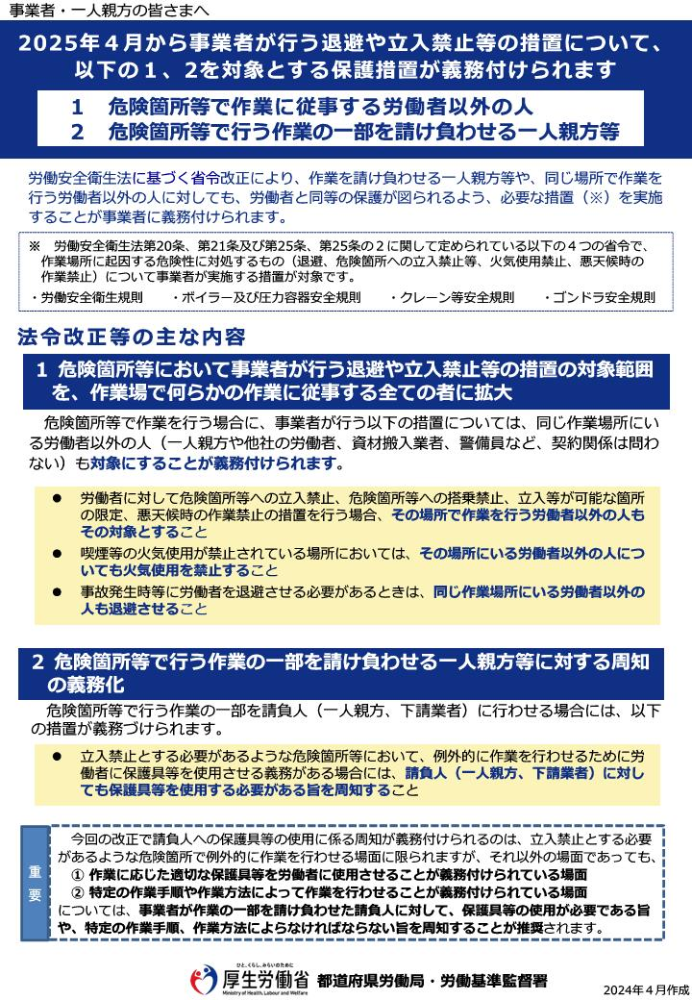 事業者・一人親方の皆さまへ
2025年４月から事業者が行う退避や立入禁止等の措置について、
以下の１、２を対象とする保護措置が義務付けられます
１　危険箇所等で作業に従事する労働者以外の人
２　危険箇所等で行う作業の一部を請け負わせる一人親方等
労働安全衛生法に基づく省令改正により、作業を請け負わせる一人親方等や、同じ場所で作業を
行う労働者以外の人に対しても、労働者と同等の保護が図られるよう、必要な措置（※）を実施
することが事業者に義務付けられます。
※　労働安全衛生法第20条、第21条及び第25条、第25条の２に関して定められている以下の４つの省令で、
作業場所に起因する危険性に対処するもの（退避、危険箇所への立入禁止等、火気使用禁止、悪天候時の
作業禁止）について事業者が実施する措置が対象です。
・労働安全衛生規則　・ボイラー及び圧力容器安全規則　・クレーン等安全規則　・ゴンドラ安全規則
法令改正等の主な内容
１ 危険箇所等において事業者が行う退避や立入禁止等の措置の対象範囲
を、作業場で何らかの作業に従事する全ての者に拡大
危険箇所等で作業を行う場合に、事業者が行う以下の措置については、同じ作業場所にい
る労働者以外の人（一人親方や他社の労働者、資材搬入業者、警備員など、契約関係は問わ
ない）も対象にすることが義務付けられます。
● 労働者に対して危険箇所等への立入禁止、危険箇所等への搭乗禁止、立入等が可能な箇所
の限定、悪天候時の作業禁止の措置を行う場合、その場所で作業を行う労働者以外の人も
その対象とすること
● 喫煙等の火気使用が禁止されている場所においては、その場所にいる労働者以外の人につ
いても火気使用を禁止すること
● 事故発生時等に労働者を退避させる必要があるときは、同じ作業場所にいる労働者以外の
人も退避させること
２ 危険箇所等で行う作業の一部を請け負わせる一人親方等に対する周知
の義務化
危険箇所等で行う作業の一部を請負人（一人親方、下請業者）に行わせる場合には、以下
の措置が義務づけられます。
● 立入禁止とする必要があるような危険箇所等において、例外的に作業を行わせるために労
働者に保護具等を使用させる義務がある場合には、請負人（一人親方、下請業者）に対し
ても保護具等を使用する必要がある旨を周知すること
重要
今回の改正で請負人への保護具等の使用に係る周知が義務付けられるのは、立入禁止とする必要
があるような危険箇所で例外的に作業を行わせる場面に限られますが、それ以外の場面であっても、
① 作業に応じた適切な保護具等を労働者に使用させることが義務付けられている場面
② 特定の作業手順や作業方法によって作業を行わせることが義務付けられている場面
については、事業者が作業の一部を請け負わせた請負人に対して、保護具等の使用が必要である旨
や、特定の作業手順、作業方法によらなければならない旨を周知することが推奨されます。
ひと、くらし、みらいのために
厚生労働省 都道府県労働局・労働基準監督署
Ministry of Health, Labour and Welfare
2024年４月作成